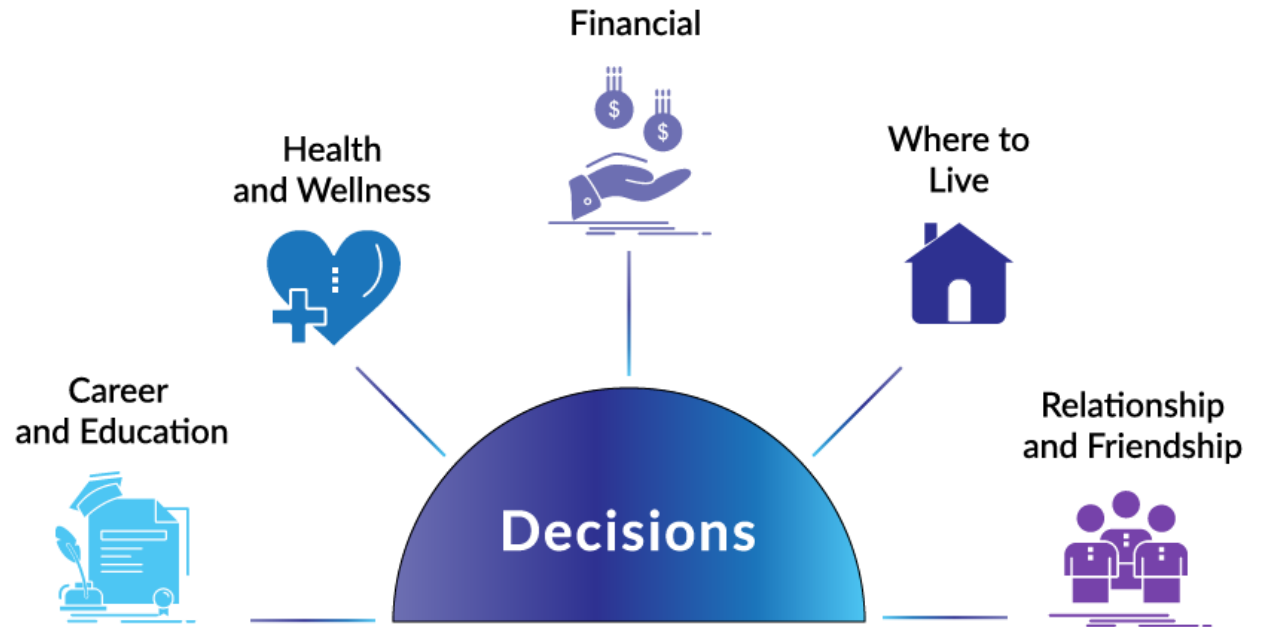 Financial
$
$
Health
and Wellness
Where to
Live
Career
and Education
Relationship
and Friendship
Decisions